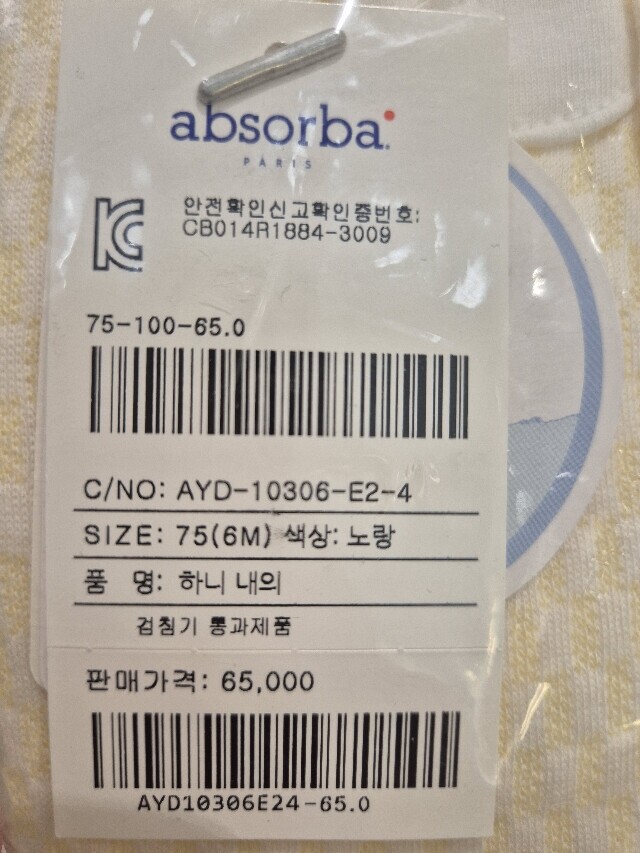 absorba
PARIS
KC
안전확인신고확인증번호:
CB014R1884-3009
75-100-65.0
C/NO: AYD-10306-E2-4
SIZE: 75(6M) 색상: 노랑
품 명: 하니 내의
검침기 통과제품
판매가격: 65,000
AYD10306E24-65.0